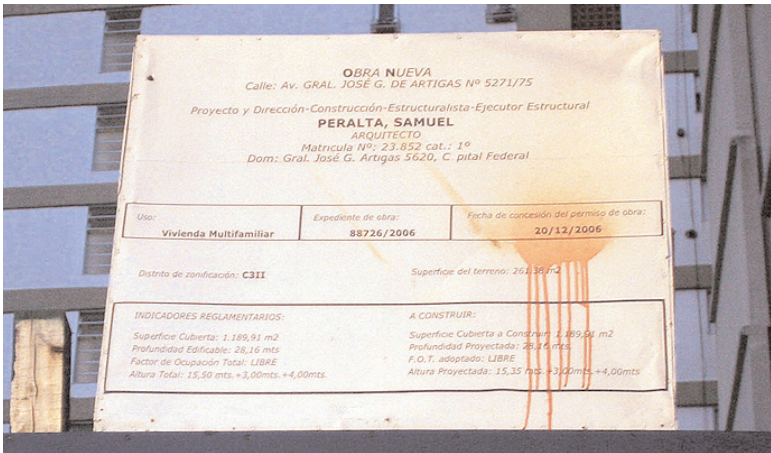 OBRA NUEVA
Calle: Av. GRAL. JOSÉ G. DE ARTIGAS Nº 5271/75
Proyecto y Dirección-Construcción-Estructuralista-Ejecutor Estructural
PERALTA, SAMUEL
ARQUITECTO
Matricula Nº: 23.852 cat.: 1º
Dom: Gral. José G. Artigas 5620, C pital Federal
Uso: Expediente de obra: Fecha de concesión del permiso de obra:
Vivienda Multifamiliar 88726/2006 20/12/2006
Distrito de zonificación: C3II Superficie del terreno: 261.38 m2
INDICADORES REGLAMENTARIOS: A CONSTRUIR:
Superficie Cubierta: 1.189,91 m2 Superficie Cubierta a Construir: 1.189,91 m2
Profundidad Edificable: 28,16 mts Profundidad Proyectada: 28,16 mts.
Factor de Ocupación Total: LIBRE F.O.T. adoptado: LIBRE
Altura Total: 15,50 mts.+3,00mts.+4,00mts. Altura Proyectada: 15,35 mts.+3,00mts.+4,00mts